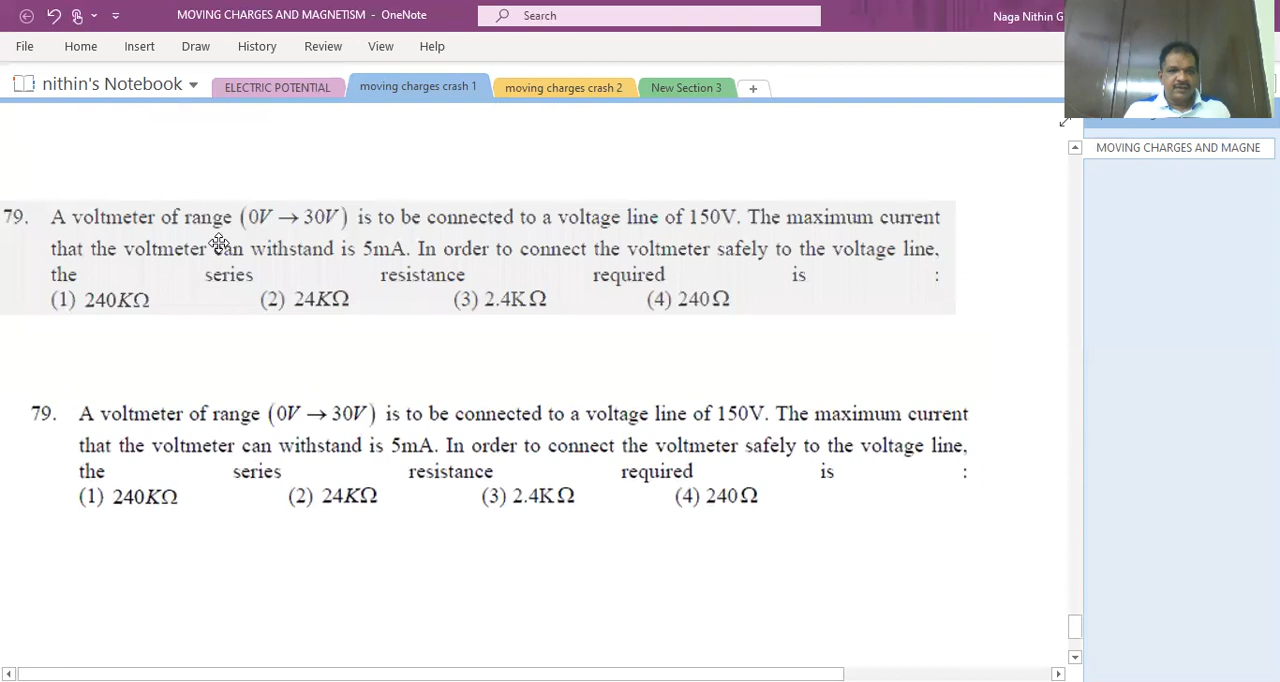 MOVING CHARGES AND MAGNETISM - OneNote
Search
Naga Nithin G
File Home Insert Draw History Review View Help
nithin's Notebook
ELECTRIC POTENTIAL
moving charges crash 1
moving charges crash 2
New Section 3
+
MOVING CHARGES AND MAGNE
79. A voltmeter of range (0V → 30V) is to be connected to a voltage line of 150V. The maximum current
that the voltmeter can withstand is 5mA. In order to connect the voltmeter safely to the voltage line,
the series resistance required is :
(1) 240KΩ (2) 24KΩ (3) 2.4KΩ (4) 240Ω
79. A voltmeter of range (0V → 30V) is to be connected to a voltage line of 150V. The maximum current
that the voltmeter can withstand is 5mA. In order to connect the voltmeter safely to the voltage line,
the series resistance required is :
(1) 240KΩ (2) 24KΩ (3) 2.4KΩ (4) 240Ω